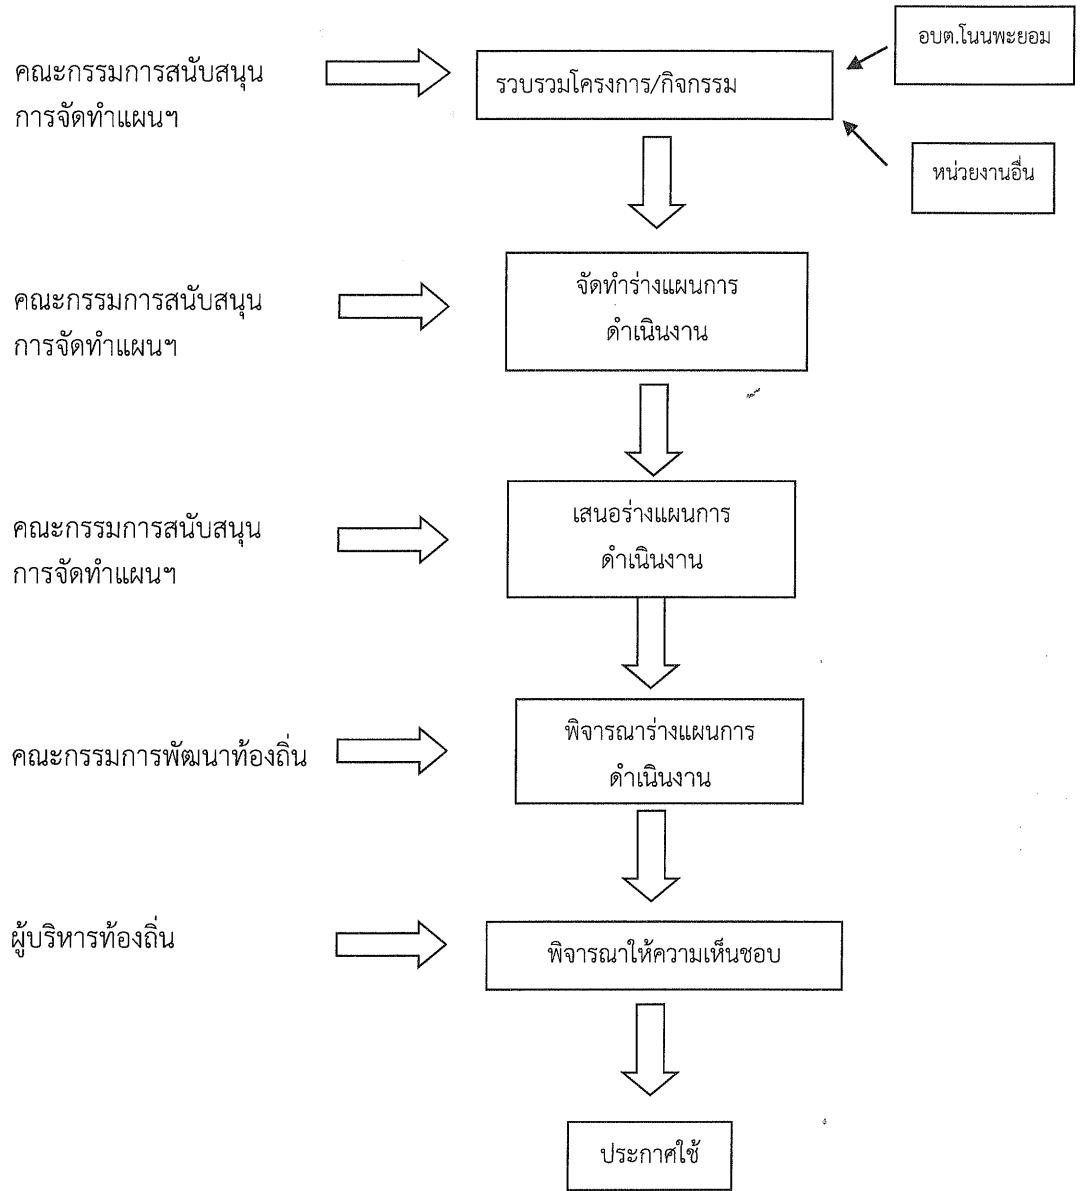 อบต.โนนพะยอม
คณะกรรมการสนับสนุน
การจัดทำแผนฯ
รวบรวมโครงการ/กิจกรรม
หน่วยงานอื่น
คณะกรรมการสนับสนุน
การจัดทำแผนฯ
จัดทำร่างแผนการ
ดำเนินงาน
คณะกรรมการสนับสนุน
การจัดทำแผนฯ
เสนอร่างแผนการ
ดำเนินงาน
คณะกรรมการพัฒนาท้องถิ่น
พิจารณาร่างแผนการ
ดำเนินงาน
ผู้บริหารท้องถิ่น
พิจารณาให้ความเห็นชอบ
ประกาศใช้